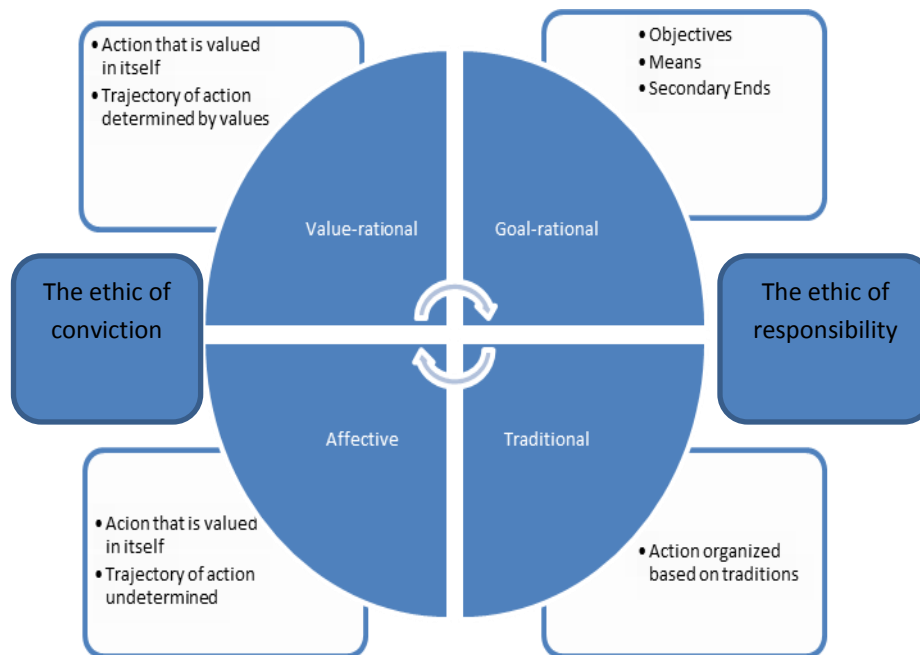 • Action that is valued
in itself
• Trajectory of action
determined by values
• Objectives
• Means
• Secondary Ends
Value-rational
Goal-rational
The ethic of
conviction
The ethic of
responsibility
Affective
Traditional
• Acion that is valued
in itself
• Trajectory of action
undetermined
• Action organized
based on traditions